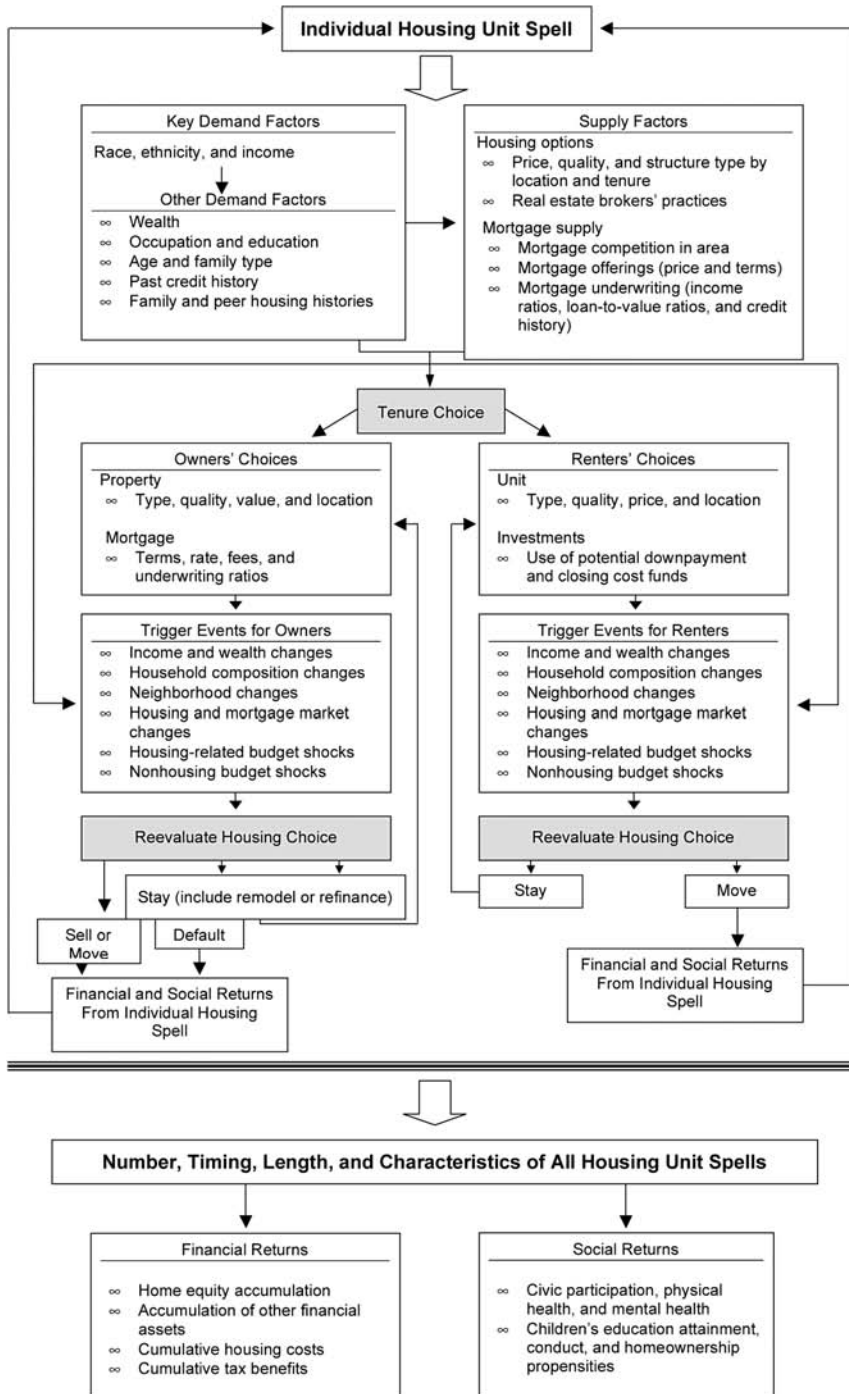 Individual Housing Unit Spell
Key Demand Factors
Race, ethnicity, and income
Other Demand Factors
∞ Wealth
∞ Occupation and education
∞ Age and family type
∞ Past credit history
∞ Family and peer housing histories
Supply Factors
Housing options
∞ Price, quality, and structure type by
location and tenure
∞ Real estate brokers' practices
Mortgage supply
∞ Mortgage competition in area
∞ Mortgage offerings (price and terms)
∞ Mortgage underwriting (income
ratios, loan-to-value ratios, and credit
history)
Tenure Choice
Owners' Choices
Property
∞ Type, quality, value, and location
Mortgage
∞ Terms, rate, fees, and
underwriting ratios
Renters' Choices
Unit
∞ Type, quality, price, and location
Investments
∞ Use of potential downpayment
and closing cost funds
Trigger Events for Owners
∞ Income and wealth changes
∞ Household composition changes
∞ Neighborhood changes
∞ Housing and mortgage market
changes
∞ Housing-related budget shocks
∞ Nonhousing budget shocks
Trigger Events for Renters
∞ Income and wealth changes
∞ Household composition changes
∞ Neighborhood changes
∞ Housing and mortgage market
changes
∞ Housing-related budget shocks
∞ Nonhousing budget shocks
Reevaluate Housing Choice
Stay (include remodel or refinance)
Sell or
Move
Default
Financial and Social Returns
From Individual Housing
Spell
Reevaluate Housing Choice
Stay
Move
Financial and Social Returns
From Individual Housing
Spell
Number, Timing, Length, and Characteristics of All Housing Unit Spells
Financial Returns
∞ Home equity accumulation
∞ Accumulation of other financial
assets
∞ Cumulative housing costs
∞ Cumulative tax benefits
Social Returns
∞ Civic participation, physical
health, and mental health
∞ Children's education attainment,
conduct, and homeownership
propensities